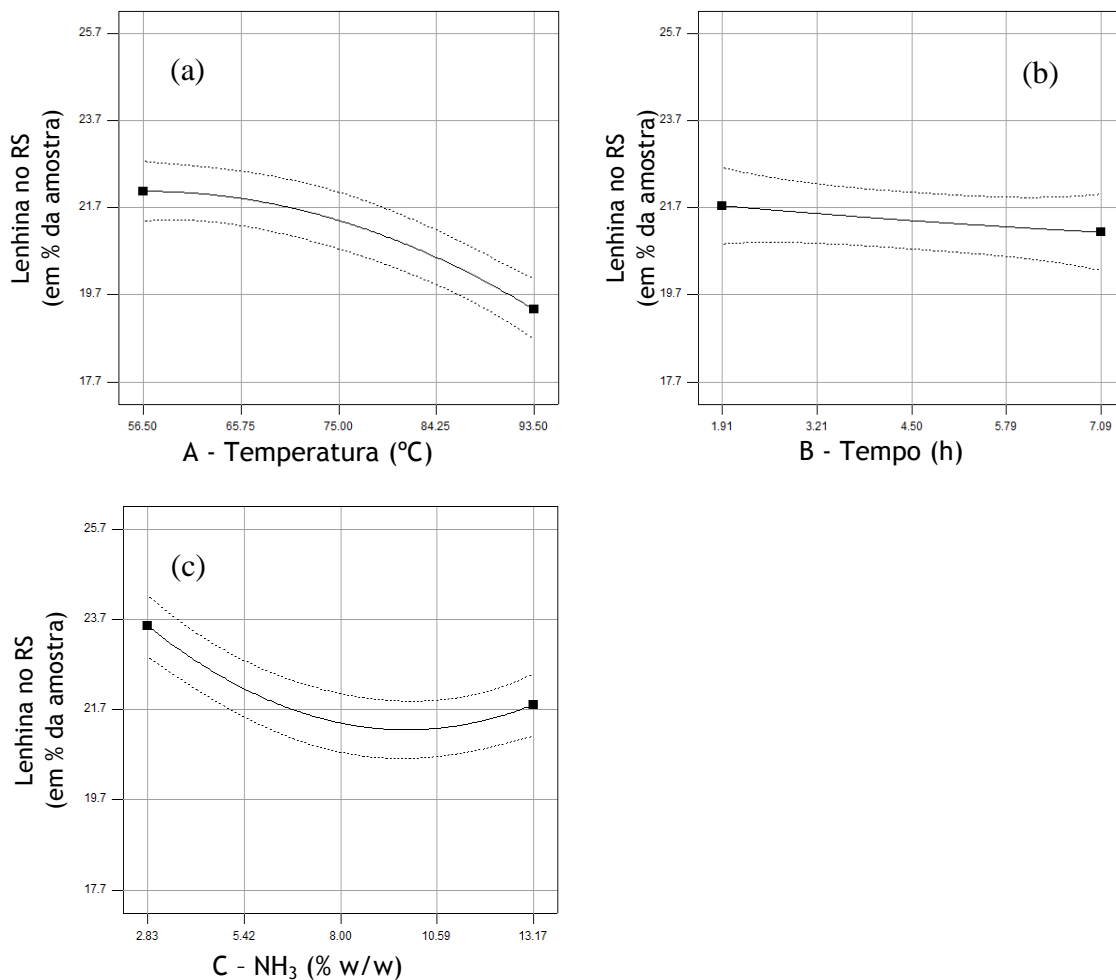 (a)
Lenhina no RS
(em % da amostra)
25.7
23.7
21.7
19.7
17.7
56.50 65.75 75.00 84.25 93.50
A - Temperatura (ºC)
(b)
Lenhina no RS
(em % da amostra)
25.7
23.7
21.7
19.7
17.7
1.91 3.21 4.50 5.79 7.09
B - Tempo (h)
(c)
Lenhina no RS
(em % da amostra)
25.7
23.7
21.7
19.7
17.7
2.83 5.42 8.00 10.59 13.17
C - NH₃ (% w/w)